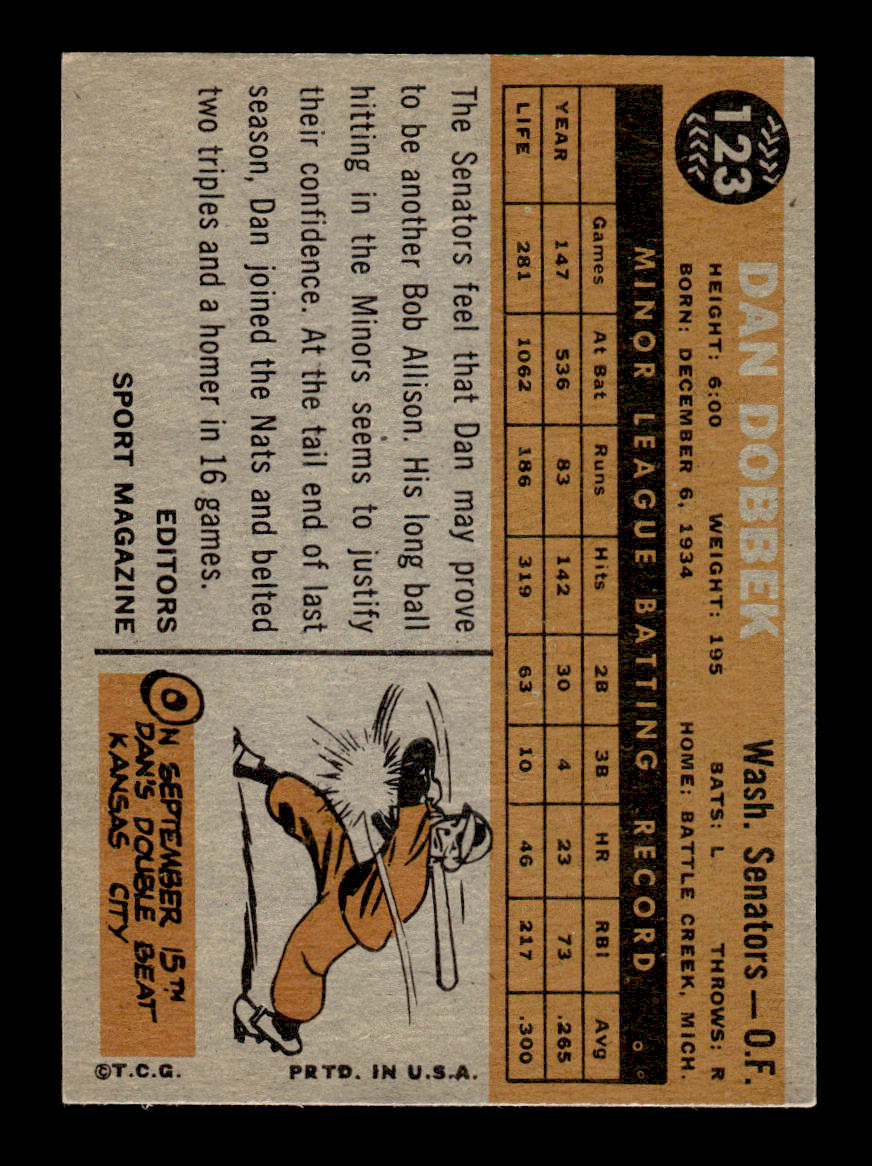 123
DAN DOBBEK Wash. Senators — O.F.
HEIGHT: 6:00 WEIGHT: 195 BATS: L THROWS: R
BORN: DECEMBER 6, 1934 HOME: BATTLE CREEK, MICH.
MINOR LEAGUE BATTING RECORD
Games At Bat Runs Hits 2B 3B HR RBI Avg
YEAR 147 536 83 142 30 4 23 73 .265
LIFE 281 1062 186 319 63 10 46 217 .300
The Senators feel that Dan may prove
to be another Bob Allison. His long ball
hitting in the Minors seems to justify
their confidence. At the tail end of last
season, Dan joined the Nats and belted
two triples and a homer in 16 games.
EDITORS
SPORT MAGAZINE
ON SEPTEMBER 15TH
DAN'S DOUBLE BEAT
KANSAS CITY
PRTD. IN U.S.A.
©T.C.G.